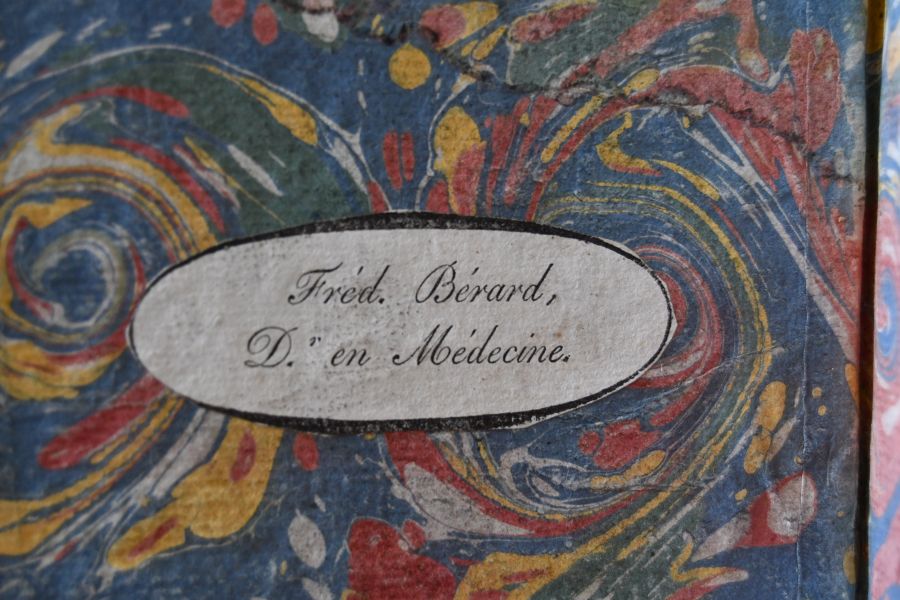 Fréd. Bérard,
D.r en Médecine.